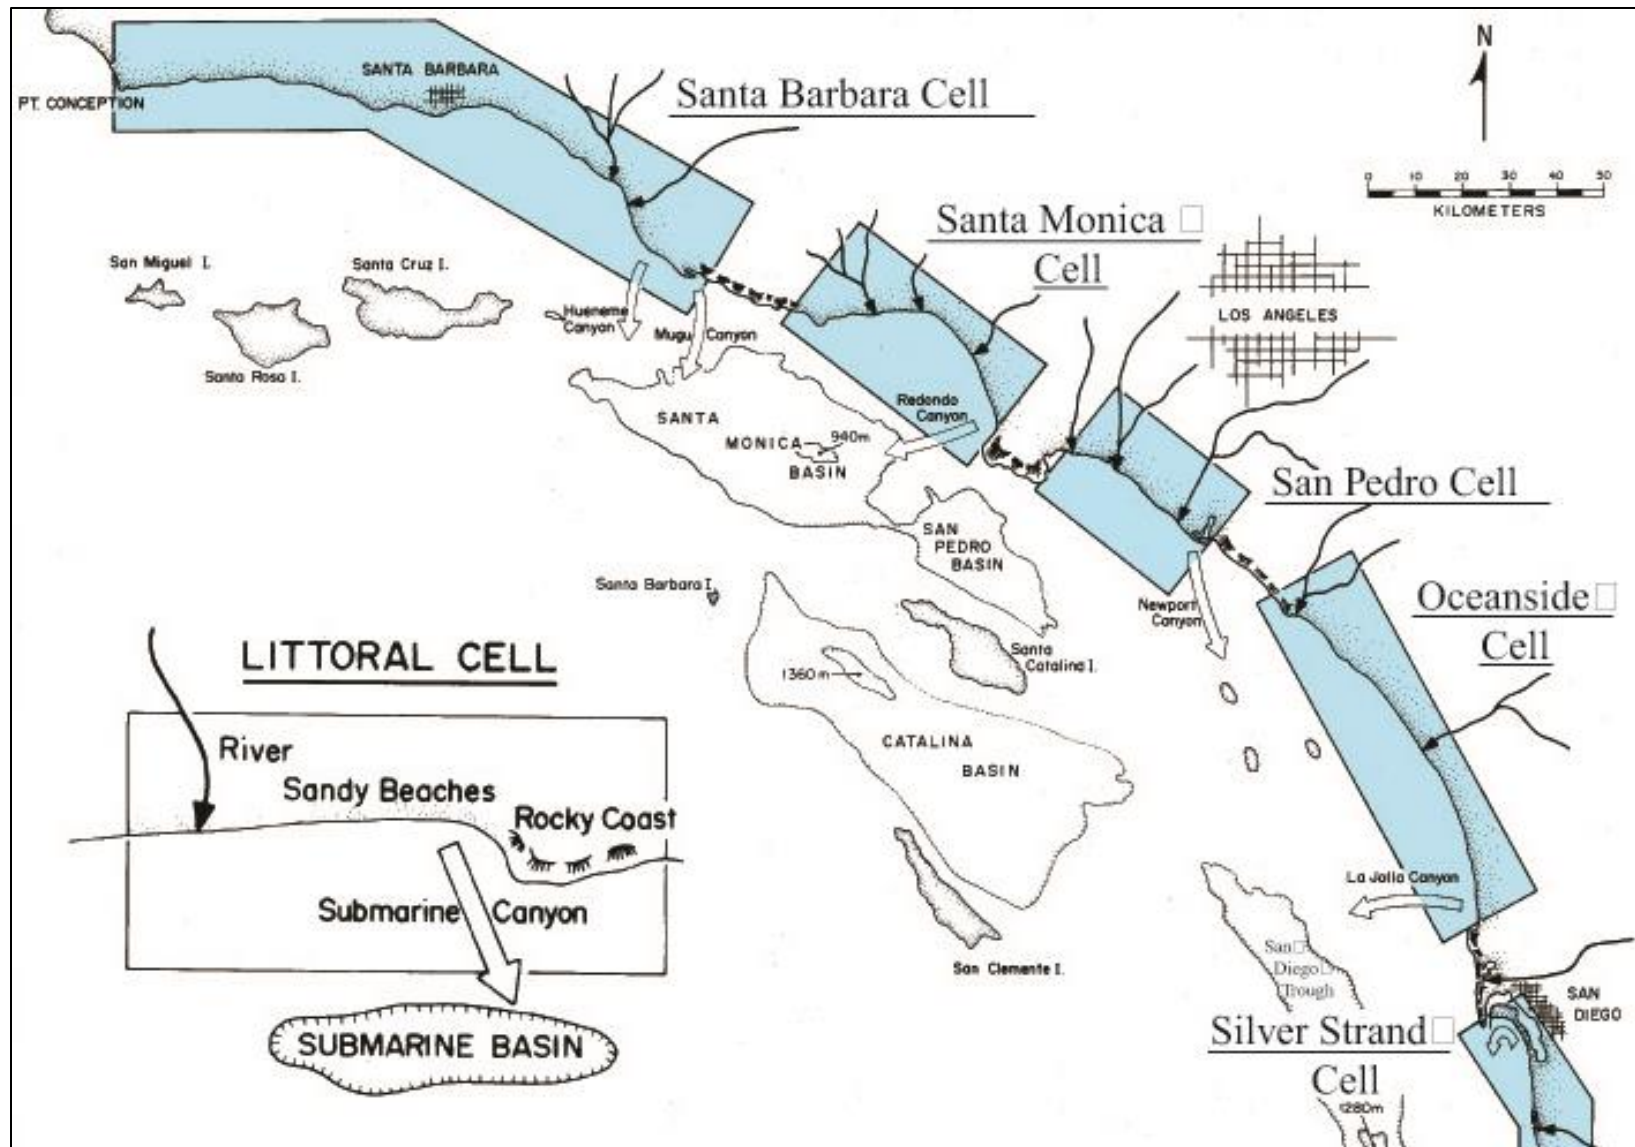 SANTA BARBARA
PT. CONCEPTION
Santa Barbara Cell
N
0 10 20 30 40 50
KILOMETERS
Santa Monica
Cell
San Miguel I.
Santa Cruz I.
Santa Rosa I.
Hueneme
Canyon
Mugu Canyon
LOS ANGELES
Redondo
Canyon
SANTA
MONICA
BASIN
940m
San Pedro Cell
SAN
PEDRO
BASIN
Santa Barbara I.
Newport
Canyon
Oceanside
Cell
Santa
Catalina I.
1360m
CATALINA
BASIN
LITTORAL CELL
River
Sandy Beaches
Rocky Coast
Submarine Canyon
SUBMARINE BASIN
San Clemente I.
La Jolla Canyon
San
Diego
Trough
SAN
DIEGO
Silver Strand
Cell
1280m